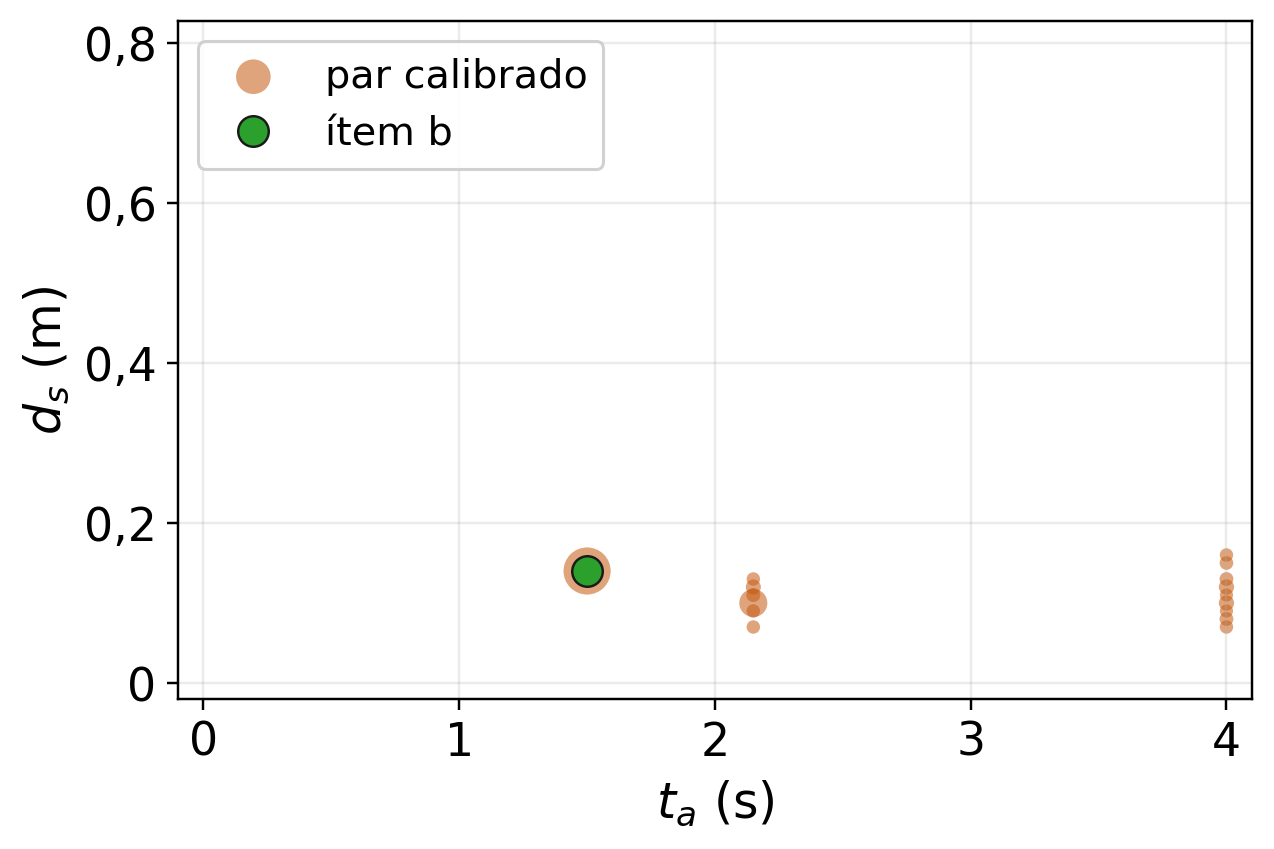 par calibrado
ítem b
0,8
0,6
0,4
0,2
0
d_s (m)
0 1 2 3 4
t_a (s)